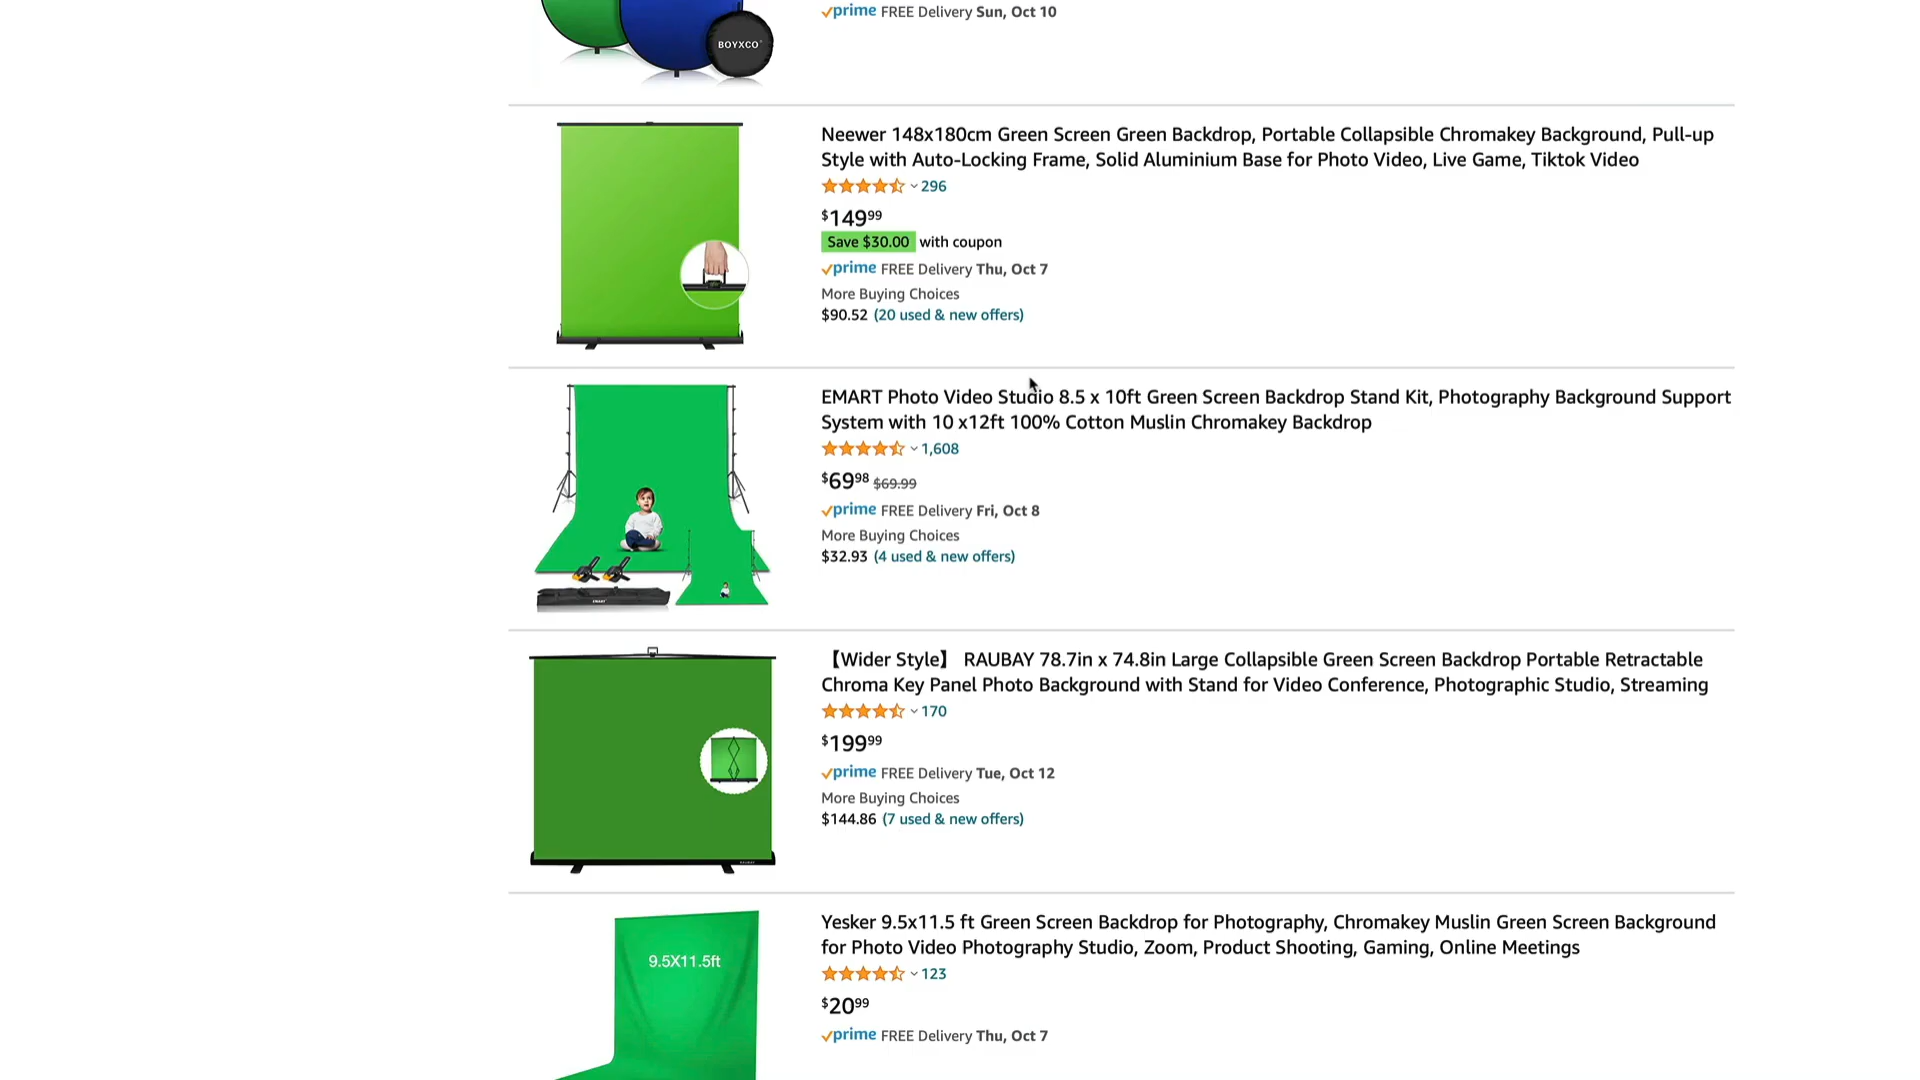 prime FREE Delivery Sun, Oct 10
BOYXCO
Neewer 148x180cm Green Screen Green Backdrop, Portable Collapsible Chromakey Background, Pull-up
Style with Auto-Locking Frame, Solid Aluminium Base for Photo Video, Live Game, Tiktok Video
296
$149.99
Save $30.00 with coupon
prime FREE Delivery Thu, Oct 7
More Buying Choices
$90.52 (20 used & new offers)
EMART Photo Video Studio 8.5 x 10ft Green Screen Backdrop Stand Kit, Photography Background Support
System with 10 x12ft 100% Cotton Muslin Chromakey Backdrop
1,608
$69.98 $69.99
prime FREE Delivery Fri, Oct 8
More Buying Choices
$32.93 (4 used & new offers)
【Wider Style】 RAUBAY 78.7in x 74.8in Large Collapsible Green Screen Backdrop Portable Retractable
Chroma Key Panel Photo Background with Stand for Video Conference, Photographic Studio, Streaming
170
$199.99
prime FREE Delivery Tue, Oct 12
More Buying Choices
$144.86 (7 used & new offers)
Yesker 9.5x11.5 ft Green Screen Backdrop for Photography, Chromakey Muslin Green Screen Background
for Photo Video Photography Studio, Zoom, Product Shooting, Gaming, Online Meetings
9.5X11.5ft
123
$20.99
prime FREE Delivery Thu, Oct 7